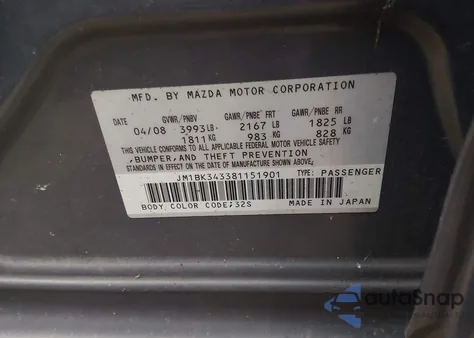 MFD. BY MAZDA MOTOR CORPORATION
DATE GVWR/PNBV GAWR/PNBE FRT GAWR/PNBE RR
04/08 3993LB 2167 LB 1825 LB
1811KG 983 KG 828 KG
THIS VEHICLE CONFORMS TO ALL APPLICABLE FEDERAL MOTOR VEHICLE SAFETY
,BUMPER,AND THEFT PREVENTION
STANDARDS IN EFFECT ON THE DATE OF MANUFACTURE SHOWN ABOVE.
JM1BK343381151901 TYPE: PASSENGER
BODY COLOR CODE;32S MADE IN JAPAN
autoSnap